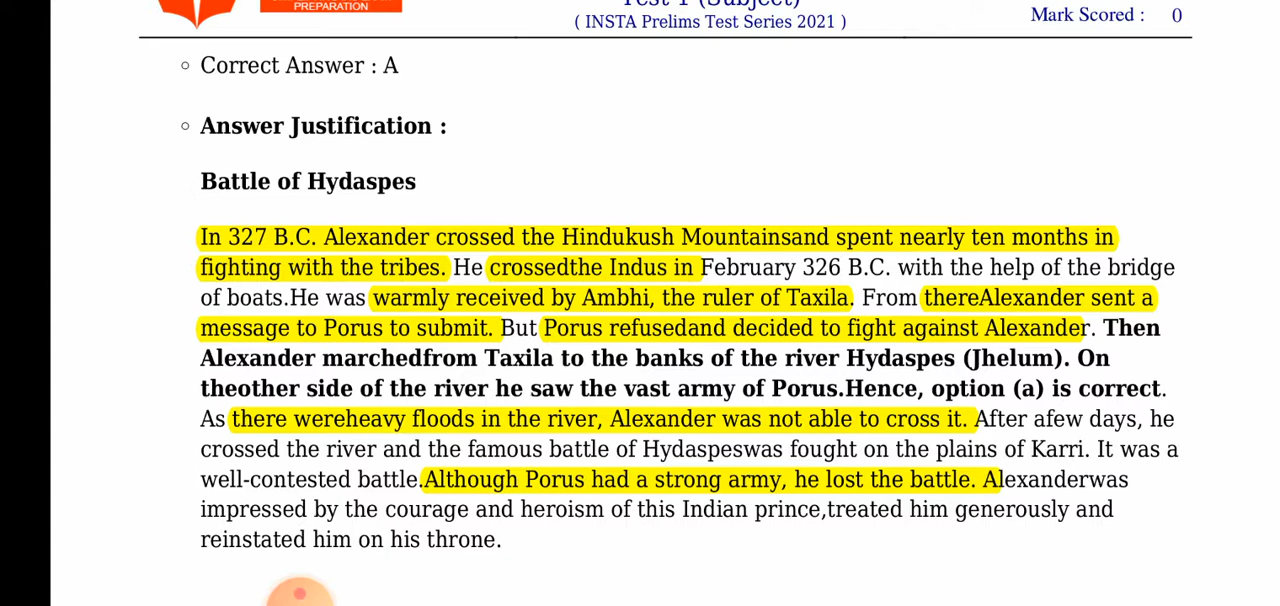 PREPARATION
Test-1 (Subject)
( INSTA Prelims Test Series 2021 )
Mark Scored : 0
Correct Answer : A
Answer Justification :
Battle of Hydaspes
In 327 B.C. Alexander crossed the Hindukush Mountainsand spent nearly ten months in
fighting with the tribes. He crossedthe Indus in February 326 B.C. with the help of the bridge
of boats.He was warmly received by Ambhi, the ruler of Taxila. From thereAlexander sent a
message to Porus to submit. But Porus refusedand decided to fight against Alexander. Then
Alexander marchedfrom Taxila to the banks of the river Hydaspes (Jhelum). On
theother side of the river he saw the vast army of Porus.Hence, option (a) is correct.
As there wereheavy floods in the river, Alexander was not able to cross it. After afew days, he
crossed the river and the famous battle of Hydaspeswas fought on the plains of Karri. It was a
well-contested battle.Although Porus had a strong army, he lost the battle. Alexanderwas
impressed by the courage and heroism of this Indian prince,treated him generously and
reinstated him on his throne.